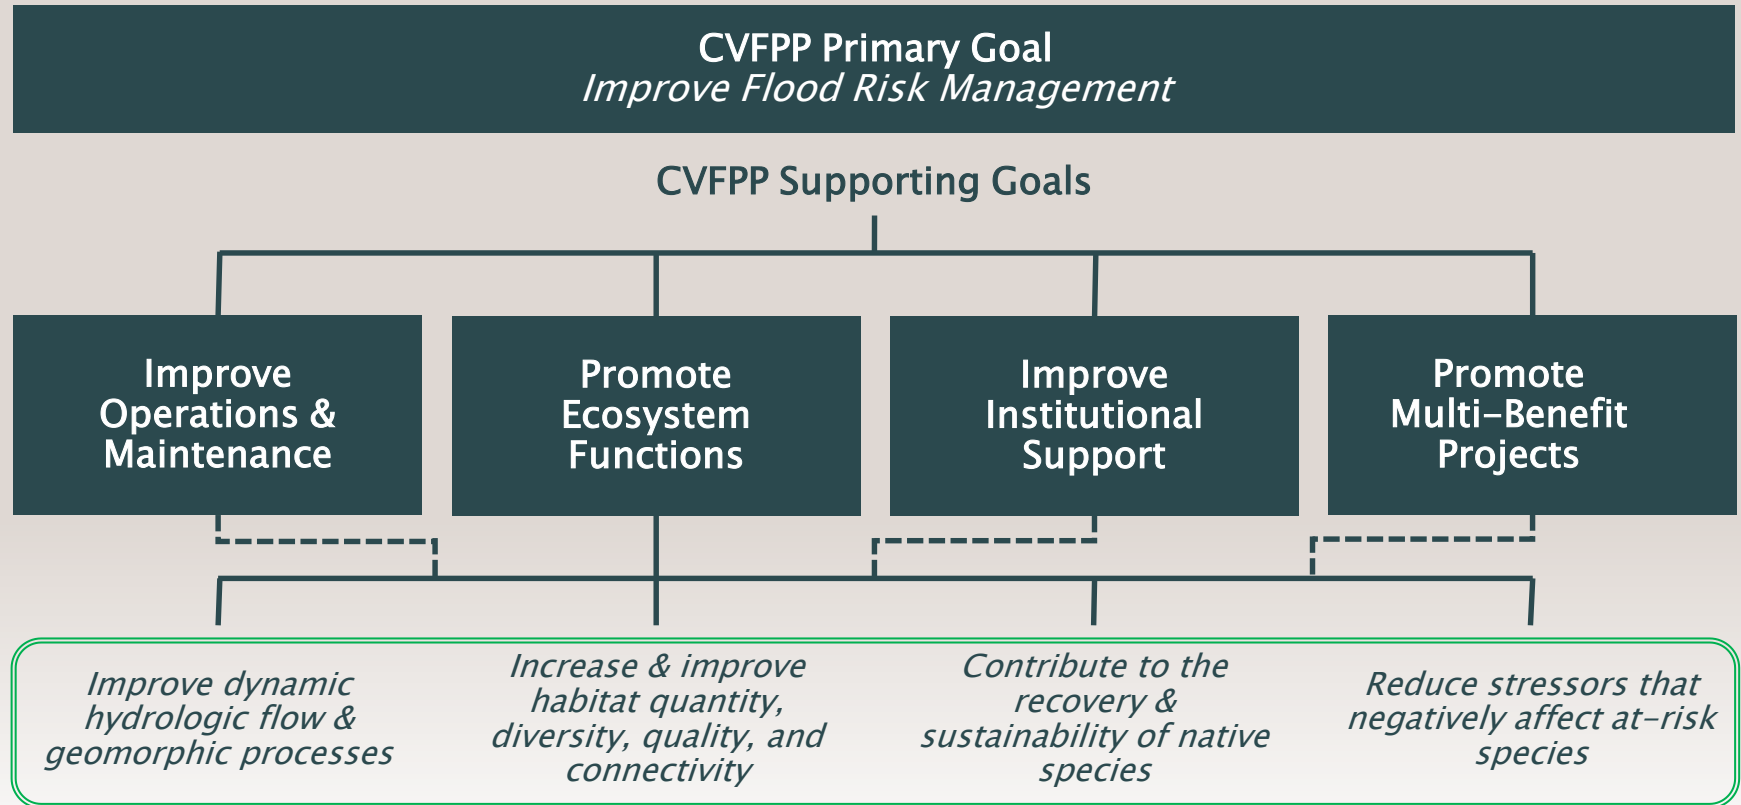 CVFPP Primary Goal
Improve Flood Risk Management
CVFPP Supporting Goals
Improve
Operations &
Maintenance
Promote
Ecosystem
Functions
Improve
Institutional
Support
Promote
Multi-Benefit
Projects
Improve dynamic
hydrologic flow &
geomorphic processes
Increase & improve
habitat quantity,
diversity, quality, and
connectivity
Contribute to the
recovery &
sustainability of native
species
Reduce stressors that
negatively affect at-risk
species